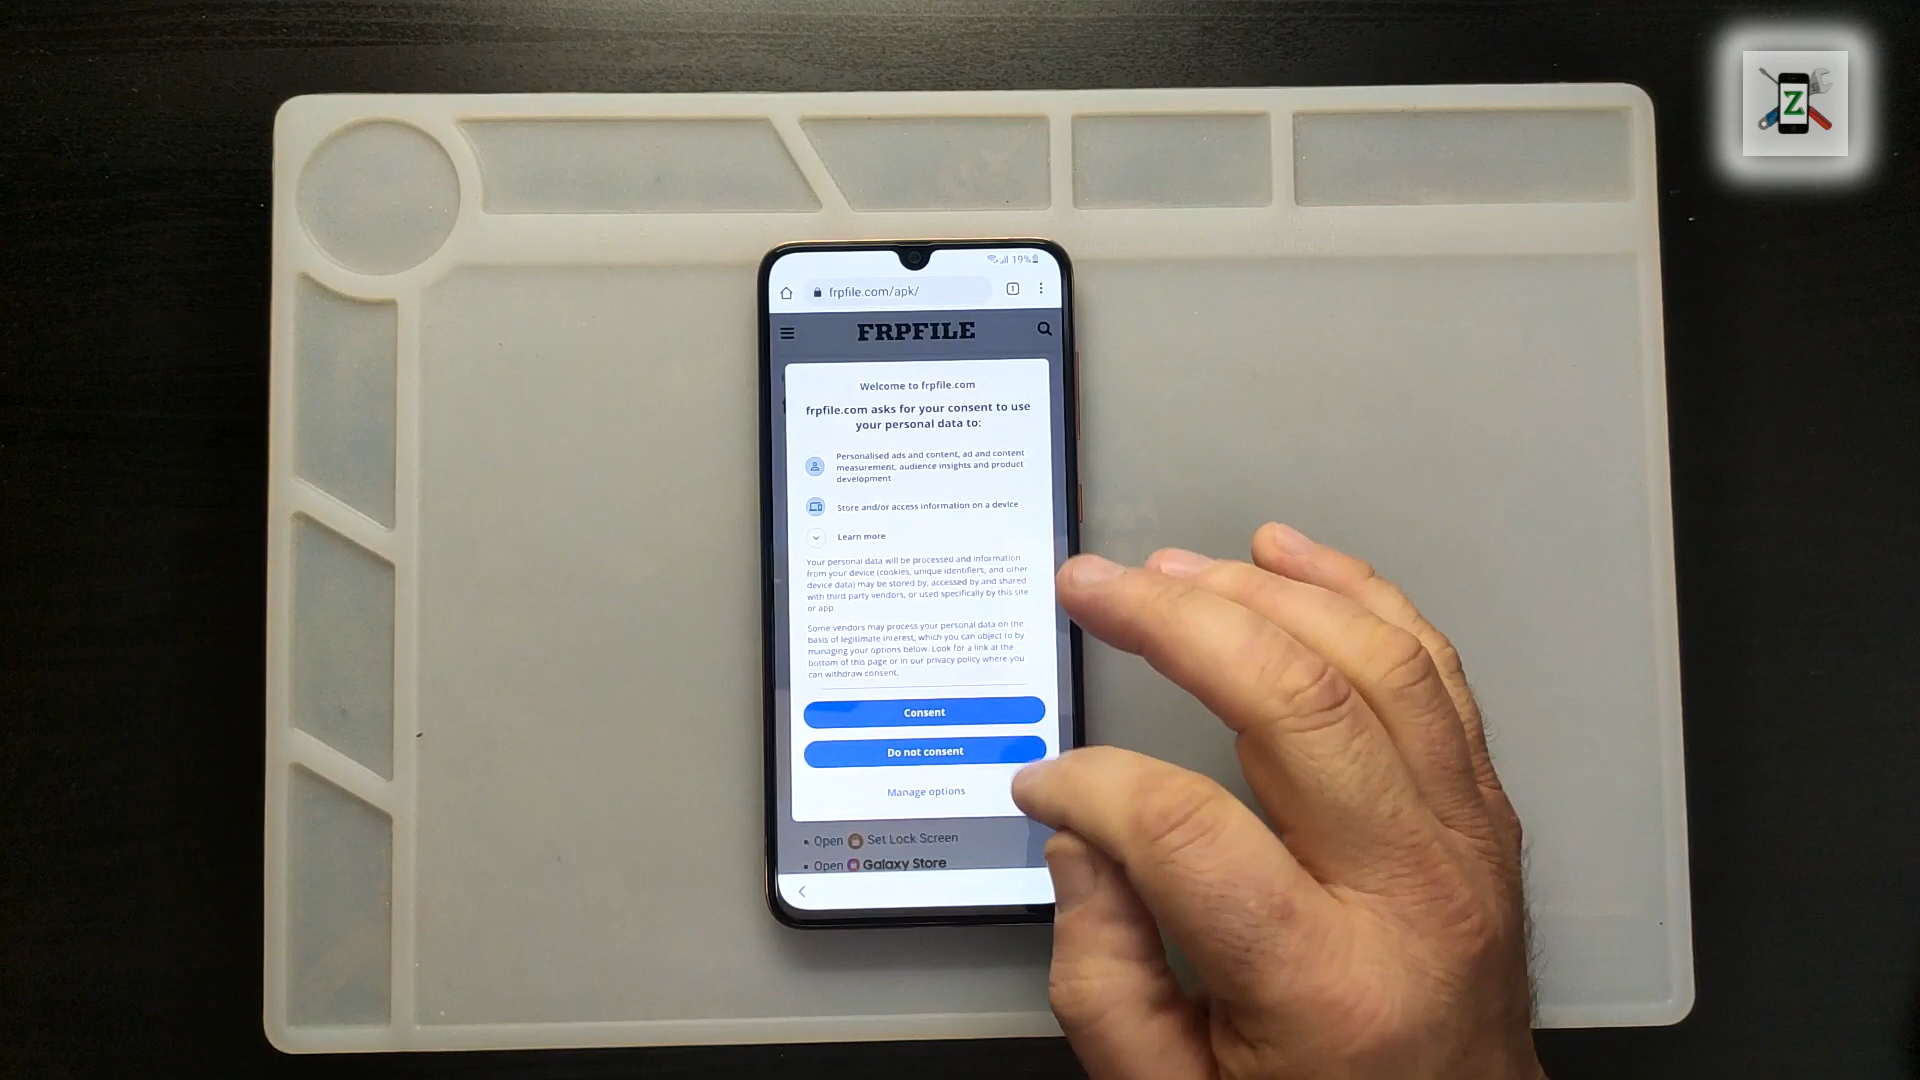 Z
19%
frpfile.com/apk/
1
FRPFILE
Welcome to frpfile.com
frpfile.com asks for your consent to use
your personal data to:
Personalised ads and content, ad and content
measurement, audience insights and product
development
Store and/or access information on a device
Learn more
Your personal data will be processed and information
from your device (cookies, unique identifiers, and other
device data) may be stored by, accessed by and shared
with third party vendors, or used specifically by this site
or app.
Some vendors may process your personal data on the
basis of legitimate interest, which you can object to by
managing your options below. Look for a link at the
bottom of this page or in our privacy policy where you
can withdraw consent.
Consent
Do not consent
Manage options
Open Set Lock Screen
Open Galaxy Store